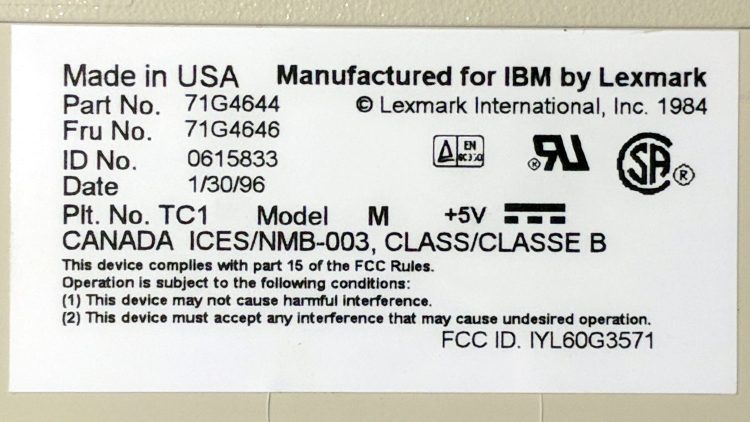 Made in USA Manufactured for IBM by Lexmark
Part No. 71G4644 © Lexmark International, Inc. 1984
Fru No. 71G4646
ID No. 0615833
Date 1/30/96
EN
RU ® SA ®
Plt. No. TC1 Model M +5V
CANADA ICES/NMB-003, CLASS/CLASSE B
This device complies with part 15 of the FCC Rules.
Operation is subject to the following conditions:
(1) This device may not cause harmful interference.
(2) This device must accept any interference that may cause undesired operation.
FCC ID. IYL60G3571